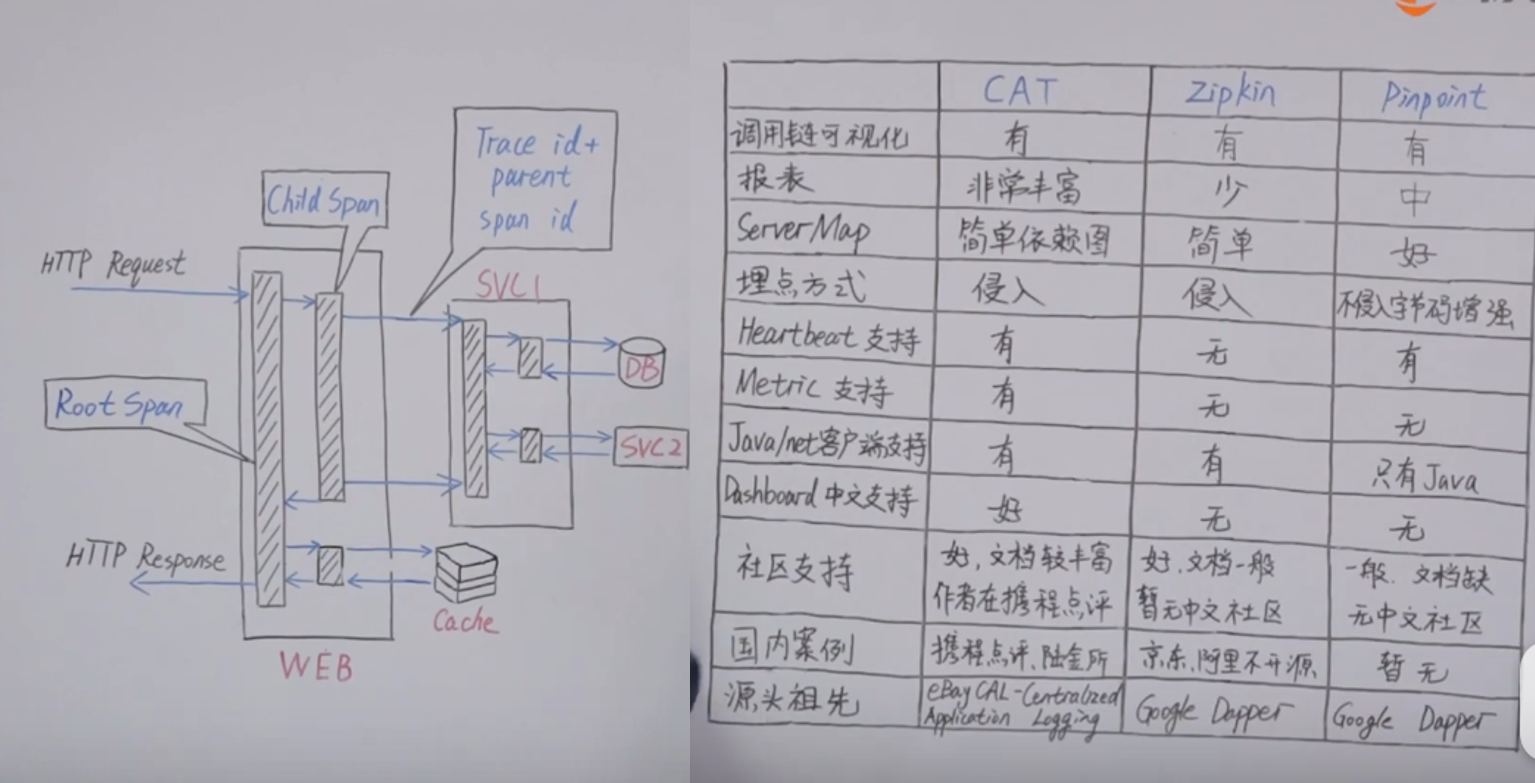 Trace id+
parent
span id
Child Span
HTTP Request
SVC1
DB
Root Span
SVC2
HTTP Response
Cache
WEB
CAT Zipkin Pinpoint
调用链可视化 有 有 有
报表 非常丰富 少 中
ServerMap 简单依赖图 简单 好
埋点方式 侵入 侵入 不侵入字节码增强
Heartbeat 支持 有 无 有
Metric 支持 有 无 无
Java/net客户端支持 有 有 只有Java
Dashboard 中文支持 好 无 无
社区支持 好,文档较丰富 好.文档一般 一般.文档缺
作者在携程点评 暂无中文社区 无中文社区
国内案例 携程点评、陆金所 京东、阿里不开源 暂无
源头祖先 eBay CAL-Centralized Google Dapper Google Dapper
Application Logging